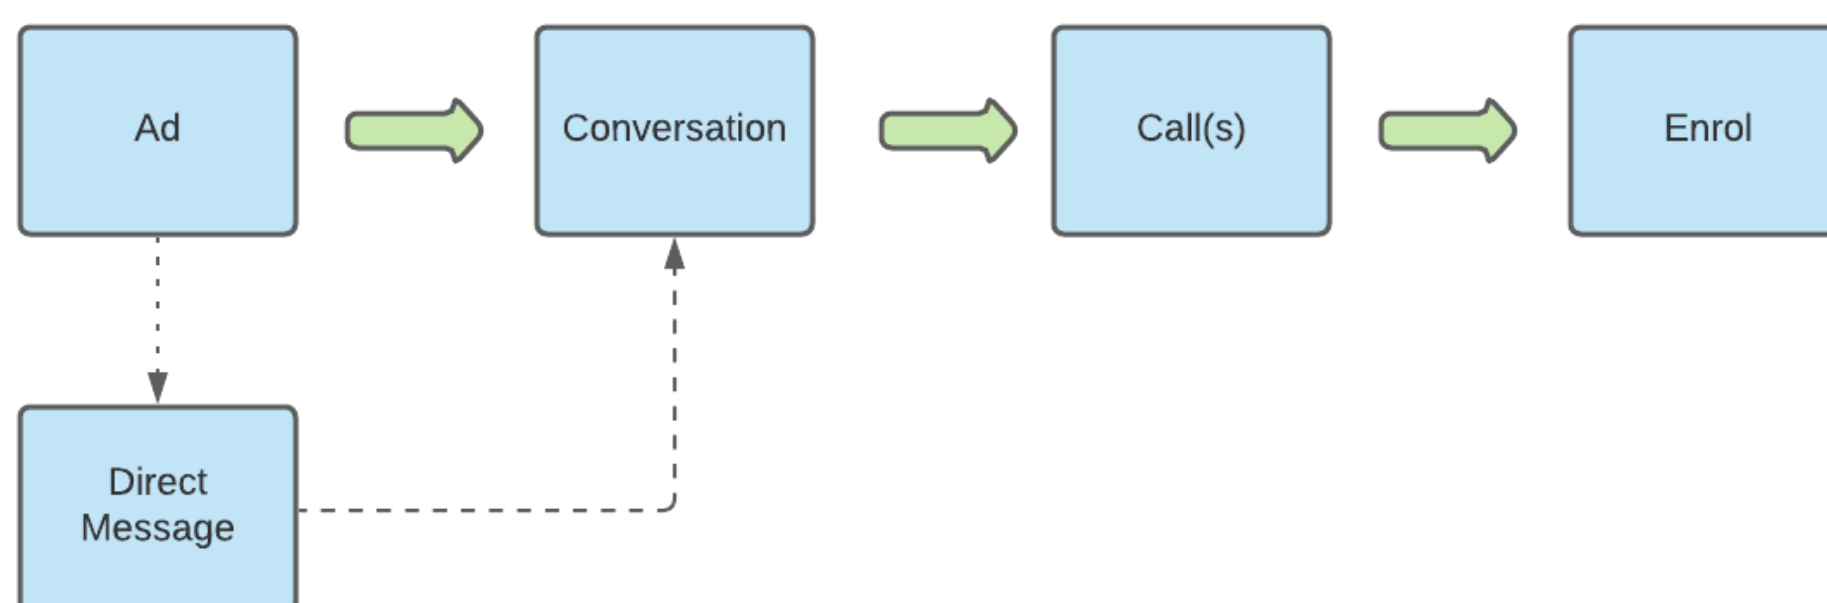 Ad
Conversation
Call(s)
Enrol
Direct
Message